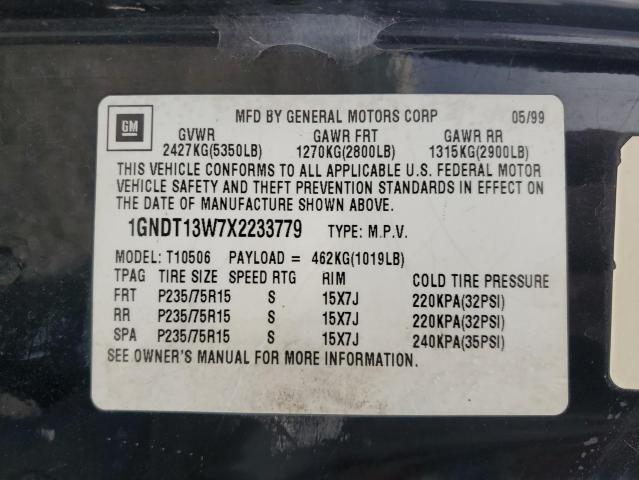 GM
MFD BY GENERAL MOTORS CORP 05/99
GVWR GAWR FRT GAWR RR
2427KG(5350LB) 1270KG(2800LB) 1315KG(2900LB)
THIS VEHICLE CONFORMS TO ALL APPLICABLE U.S. FEDERAL MOTOR
VEHICLE SAFETY AND THEFT PREVENTION STANDARDS IN EFFECT ON
THE DATE OF MANUFACTURE SHOWN ABOVE.
1GNDT13W7X2233779 TYPE: M.P.V.
MODEL: T10506 PAYLOAD = 462KG(1019LB)
TPAG TIRE SIZE SPEED RTG RIM COLD TIRE PRESSURE
FRT P235/75R15 S 15X7J 220KPA(32PSI)
RR P235/75R15 S 15X7J 220KPA(32PSI)
SPA P235/75R15 S 15X7J 240KPA(35PSI)
SEE OWNER'S MANUAL FOR MORE INFORMATION.